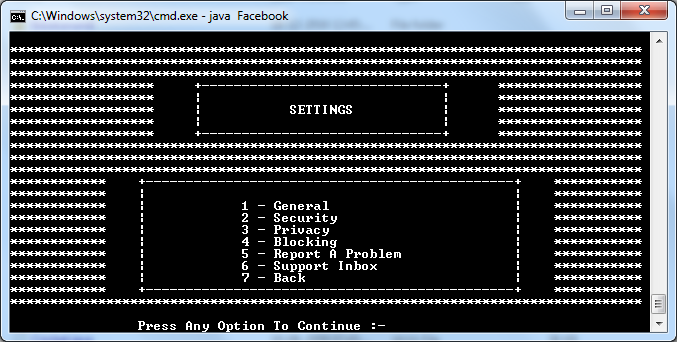 C:\Windows\system32\cmd.exe - java  Facebook
SETTINGS
1 - General
2 - Security
3 - Privacy
4 - Blocking
5 - Report A Problem
6 - Support Inbox
7 - Back
Press Any Option To Continue :-